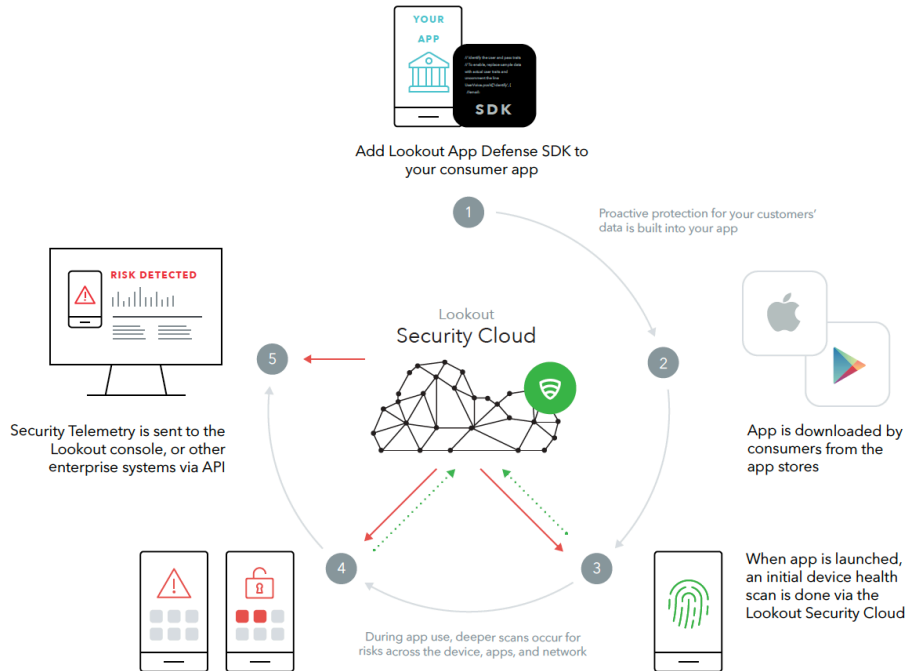 YOUR
APP
SDK
Add Lookout App Defense SDK to
your consumer app
1
Proactive protection for your customers'
data is built into your app
RISK DETECTED
Lookout
Security Cloud
5
2
Security Telemetry is sent to the
Lookout console, or other
enterprise systems via API
App is downloaded by
consumers from the
app stores
4
3
When app is launched,
an initial device health
scan is done via the
Lookout Security Cloud
During app use, deeper scans occur for
risks across the device, apps, and network